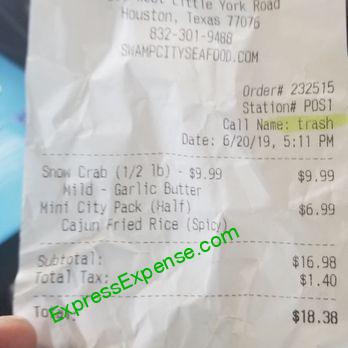 Little York Road
Houston, Texas 77076
832-301-9488
SWAMPCITYSEAFOOD.COM
Order# 232515
Station# POS1
Call Name: trash
Date: 6/20/19, 5:11 PM
Snow Crab (1/2 lb) - $9.99 $9.99
Mild - Garlic Butter
Mini City Pack (Half) $6.99
Cajun Fried Rice (Spicy)
Subtotal: $16.98
Total Tax: $1.40
ExpressExpense.com
Total: $18.38